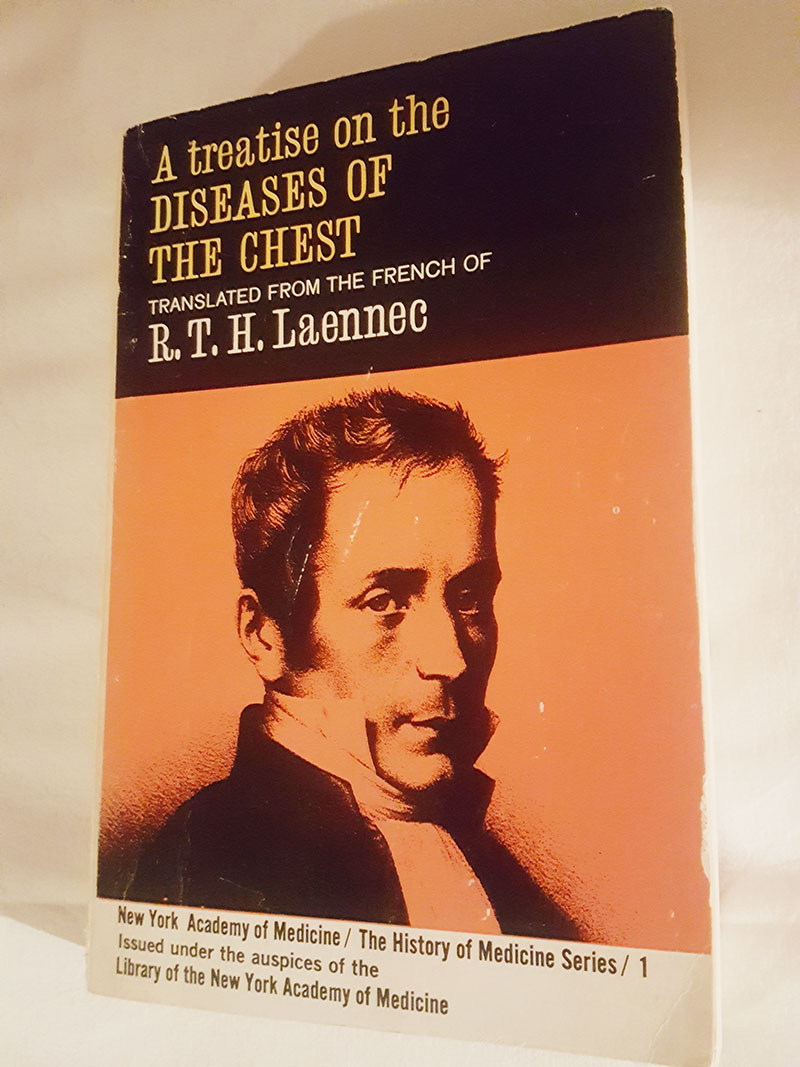 A treatise on the
DISEASES OF
THE CHEST
TRANSLATED FROM THE FRENCH OF
R. T. H. Laennec
New York Academy of Medicine / The History of Medicine Series / 1
Issued under the auspices of the
Library of the New York Academy of Medicine